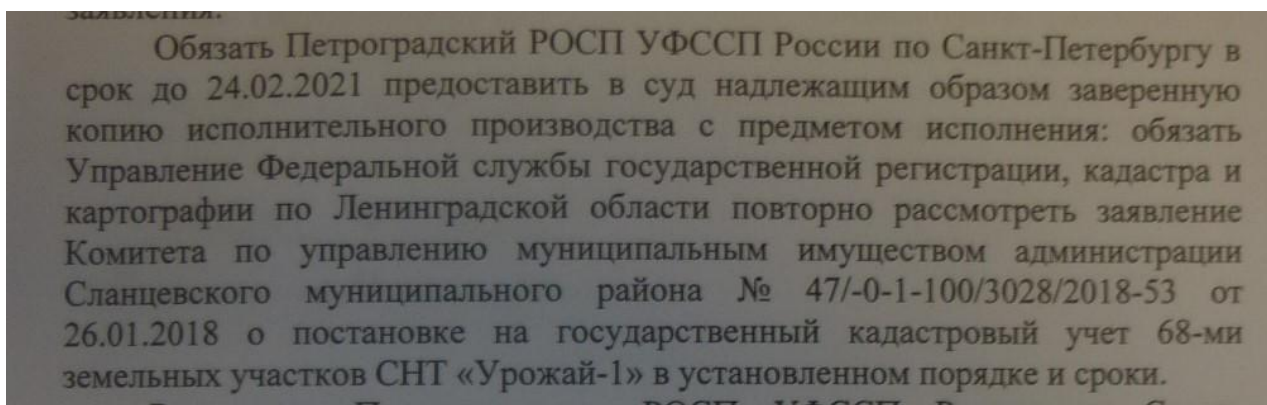 заявления.
Обязать Петроградский РОСП УФССП России по Санкт-Петербургу в
срок до 24.02.2021 предоставить в суд надлежащим образом заверенную
копию исполнительного производства с предметом исполнения: обязать
Управление Федеральной службы государственной регистрации, кадастра и
картографии по Ленинградской области повторно рассмотреть заявление
Комитета по управлению муниципальным имуществом администрации
Сланцевского муниципального района № 47/-0-1-100/3028/2018-53 от
26.01.2018 о постановке на государственный кадастровый учет 68-ми
земельных участков СНТ «Урожай-1» в установленном порядке и сроки.
РОСП УФССП